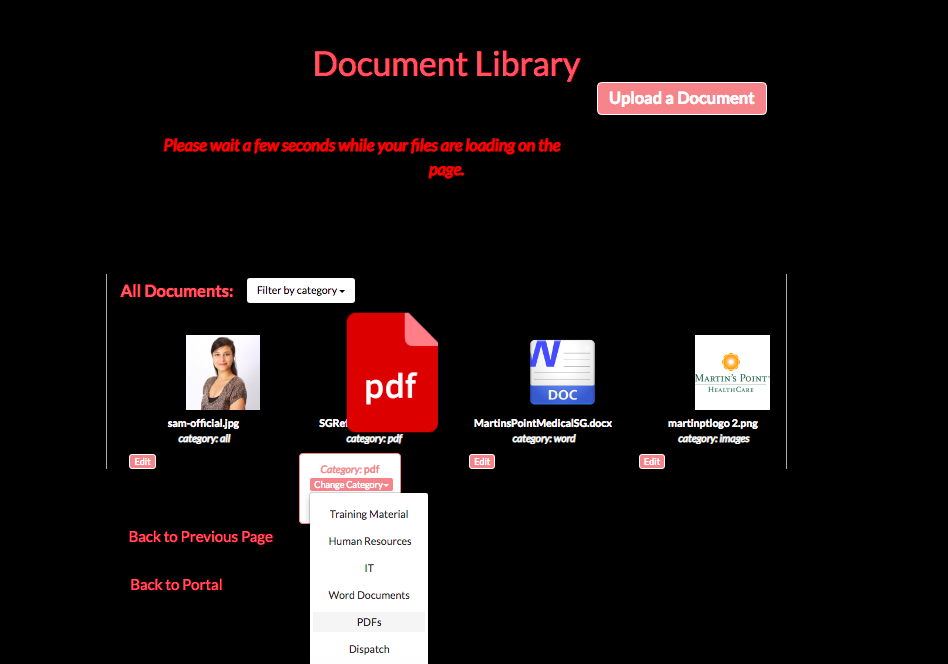 Document Library
Upload a Document
Please wait a few seconds while your files are loading on the
page.
All Documents:
Filter by category
pdf
W
DOC
MARTIN'S POINT
HEALTHCARE
sam-official.jpg
SGRef
MartinsPointMedicalSG.docx
martinptlogo 2.png
category: all
category: pdf
category: word
category: images
Edit
Edit
Edit
Category: pdf
Change Category
Training Material
Human Resources
IT
Word Documents
PDFs
Dispatch
Back to Previous Page
Back to Portal